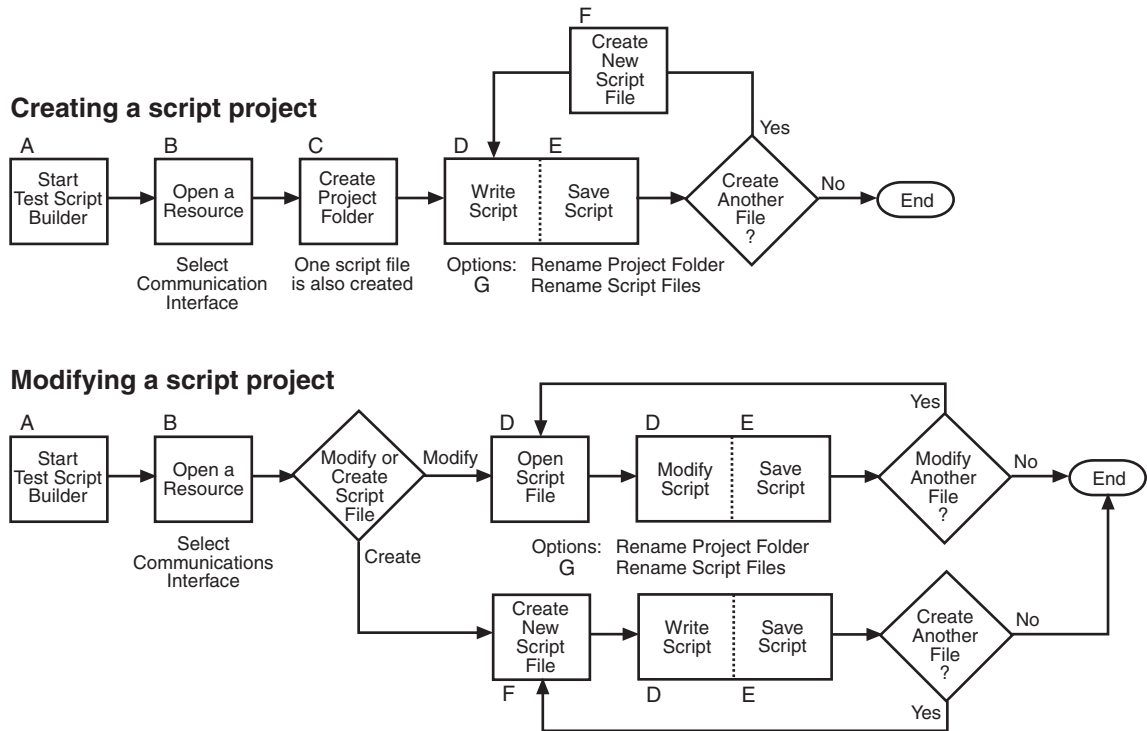 Creating a script project
A
Start
Test Script
Builder
B
Open a
Resource
Select
Communication
Interface
C
Create
Project
Folder
One script file
is also created
D
Write
Script
E
Save
Script
Options:
G
Rename Project Folder
Rename Script Files
F
Create
New
Script
File
Create
Another
File
?
Yes
No
End
Modifying a script project
A
Start
Test Script
Builder
B
Open a
Resource
Select
Communications
Interface
Modify or
Create
Script
File
Modify
Create
D
Open
Script
File
D
Modify
Script
E
Save
Script
Options:
G
Rename Project Folder
Rename Script Files
Modify
Another
File
?
Yes
No
End
Create
New
Script
File
F
Write
Script
D
Save
Script
E
Create
Another
File
?
No
Yes